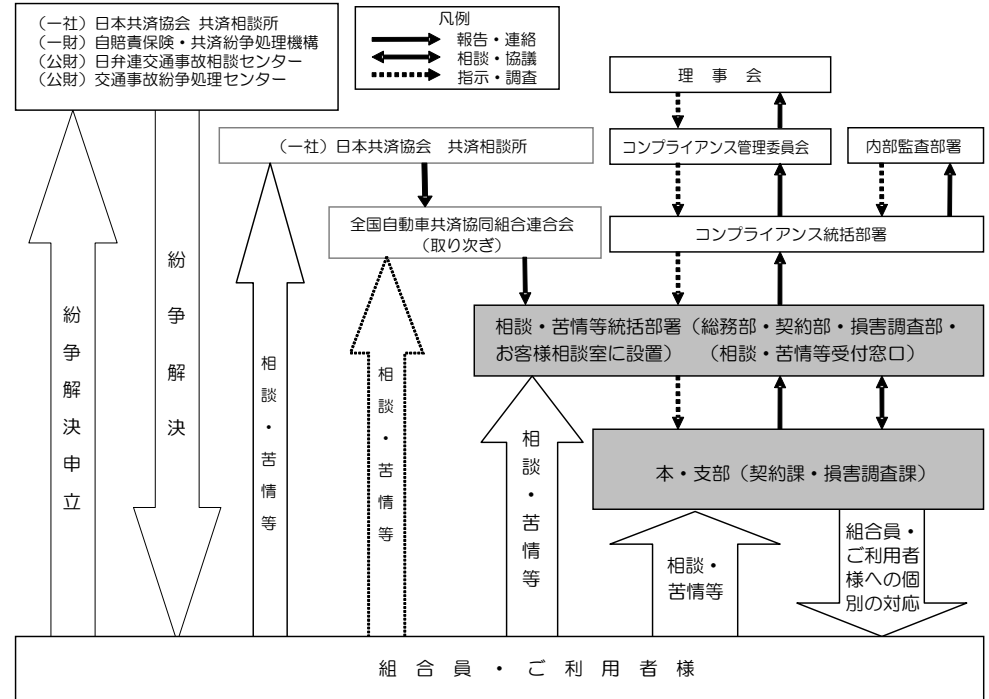 （一社）日本共済協会 共済相談所
（一財）自賠責保険・共済紛争処理機構
（公財）日弁連交通事故相談センター
（公財）交通事故紛争処理センター
凡例
報告・連絡
相談・協議
指示・調査
理　事　会
（一社）日本共済協会　共済相談所
コンプライアンス管理委員会
内部監査部署
全国自動車共済協同組合連合会
（取り次ぎ）
コンプライアンス統括部署
相談・苦情等統括部署（総務部・契約部・損害調査部・
お客様相談室に設置）　（相談・苦情等受付窓口）
本・支部（契約課・損害調査課）
紛争解決申立
紛争解決
相談・苦情等
相談・苦情等
相談・苦情等
相談・
苦情等
組合員・
ご利用者
様への個
別の対応
組　合　員　・　ご　利　用　者　様